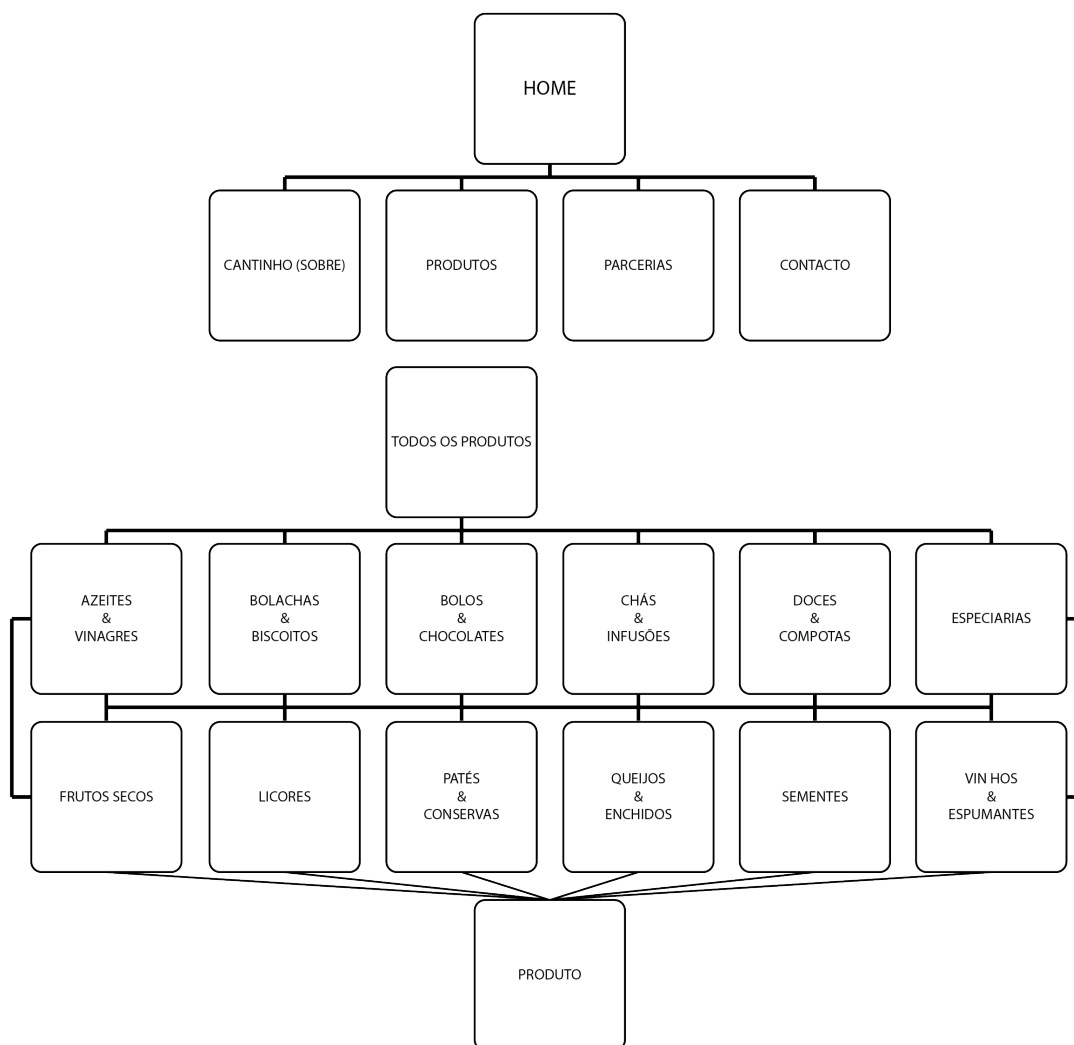 HOME
CANTINHO (SOBRE)
PRODUTOS
PARCERIAS
CONTACTO
TODOS OS PRODUTOS
AZEITES
&
VINAGRES
BOLACHAS
&
BISCOITOS
BOLOS
&
CHOCOLATES
CHÁS
&
INFUSÕES
DOCES
&
COMPOTAS
ESPECIARIAS
FRUTOS SECOS
LICORES
PATÉS
&
CONSERVAS
QUEIJOS
&
ENCHIDOS
SEMENTES
VIN HOS
&
ESPUMANTES
PRODUTO